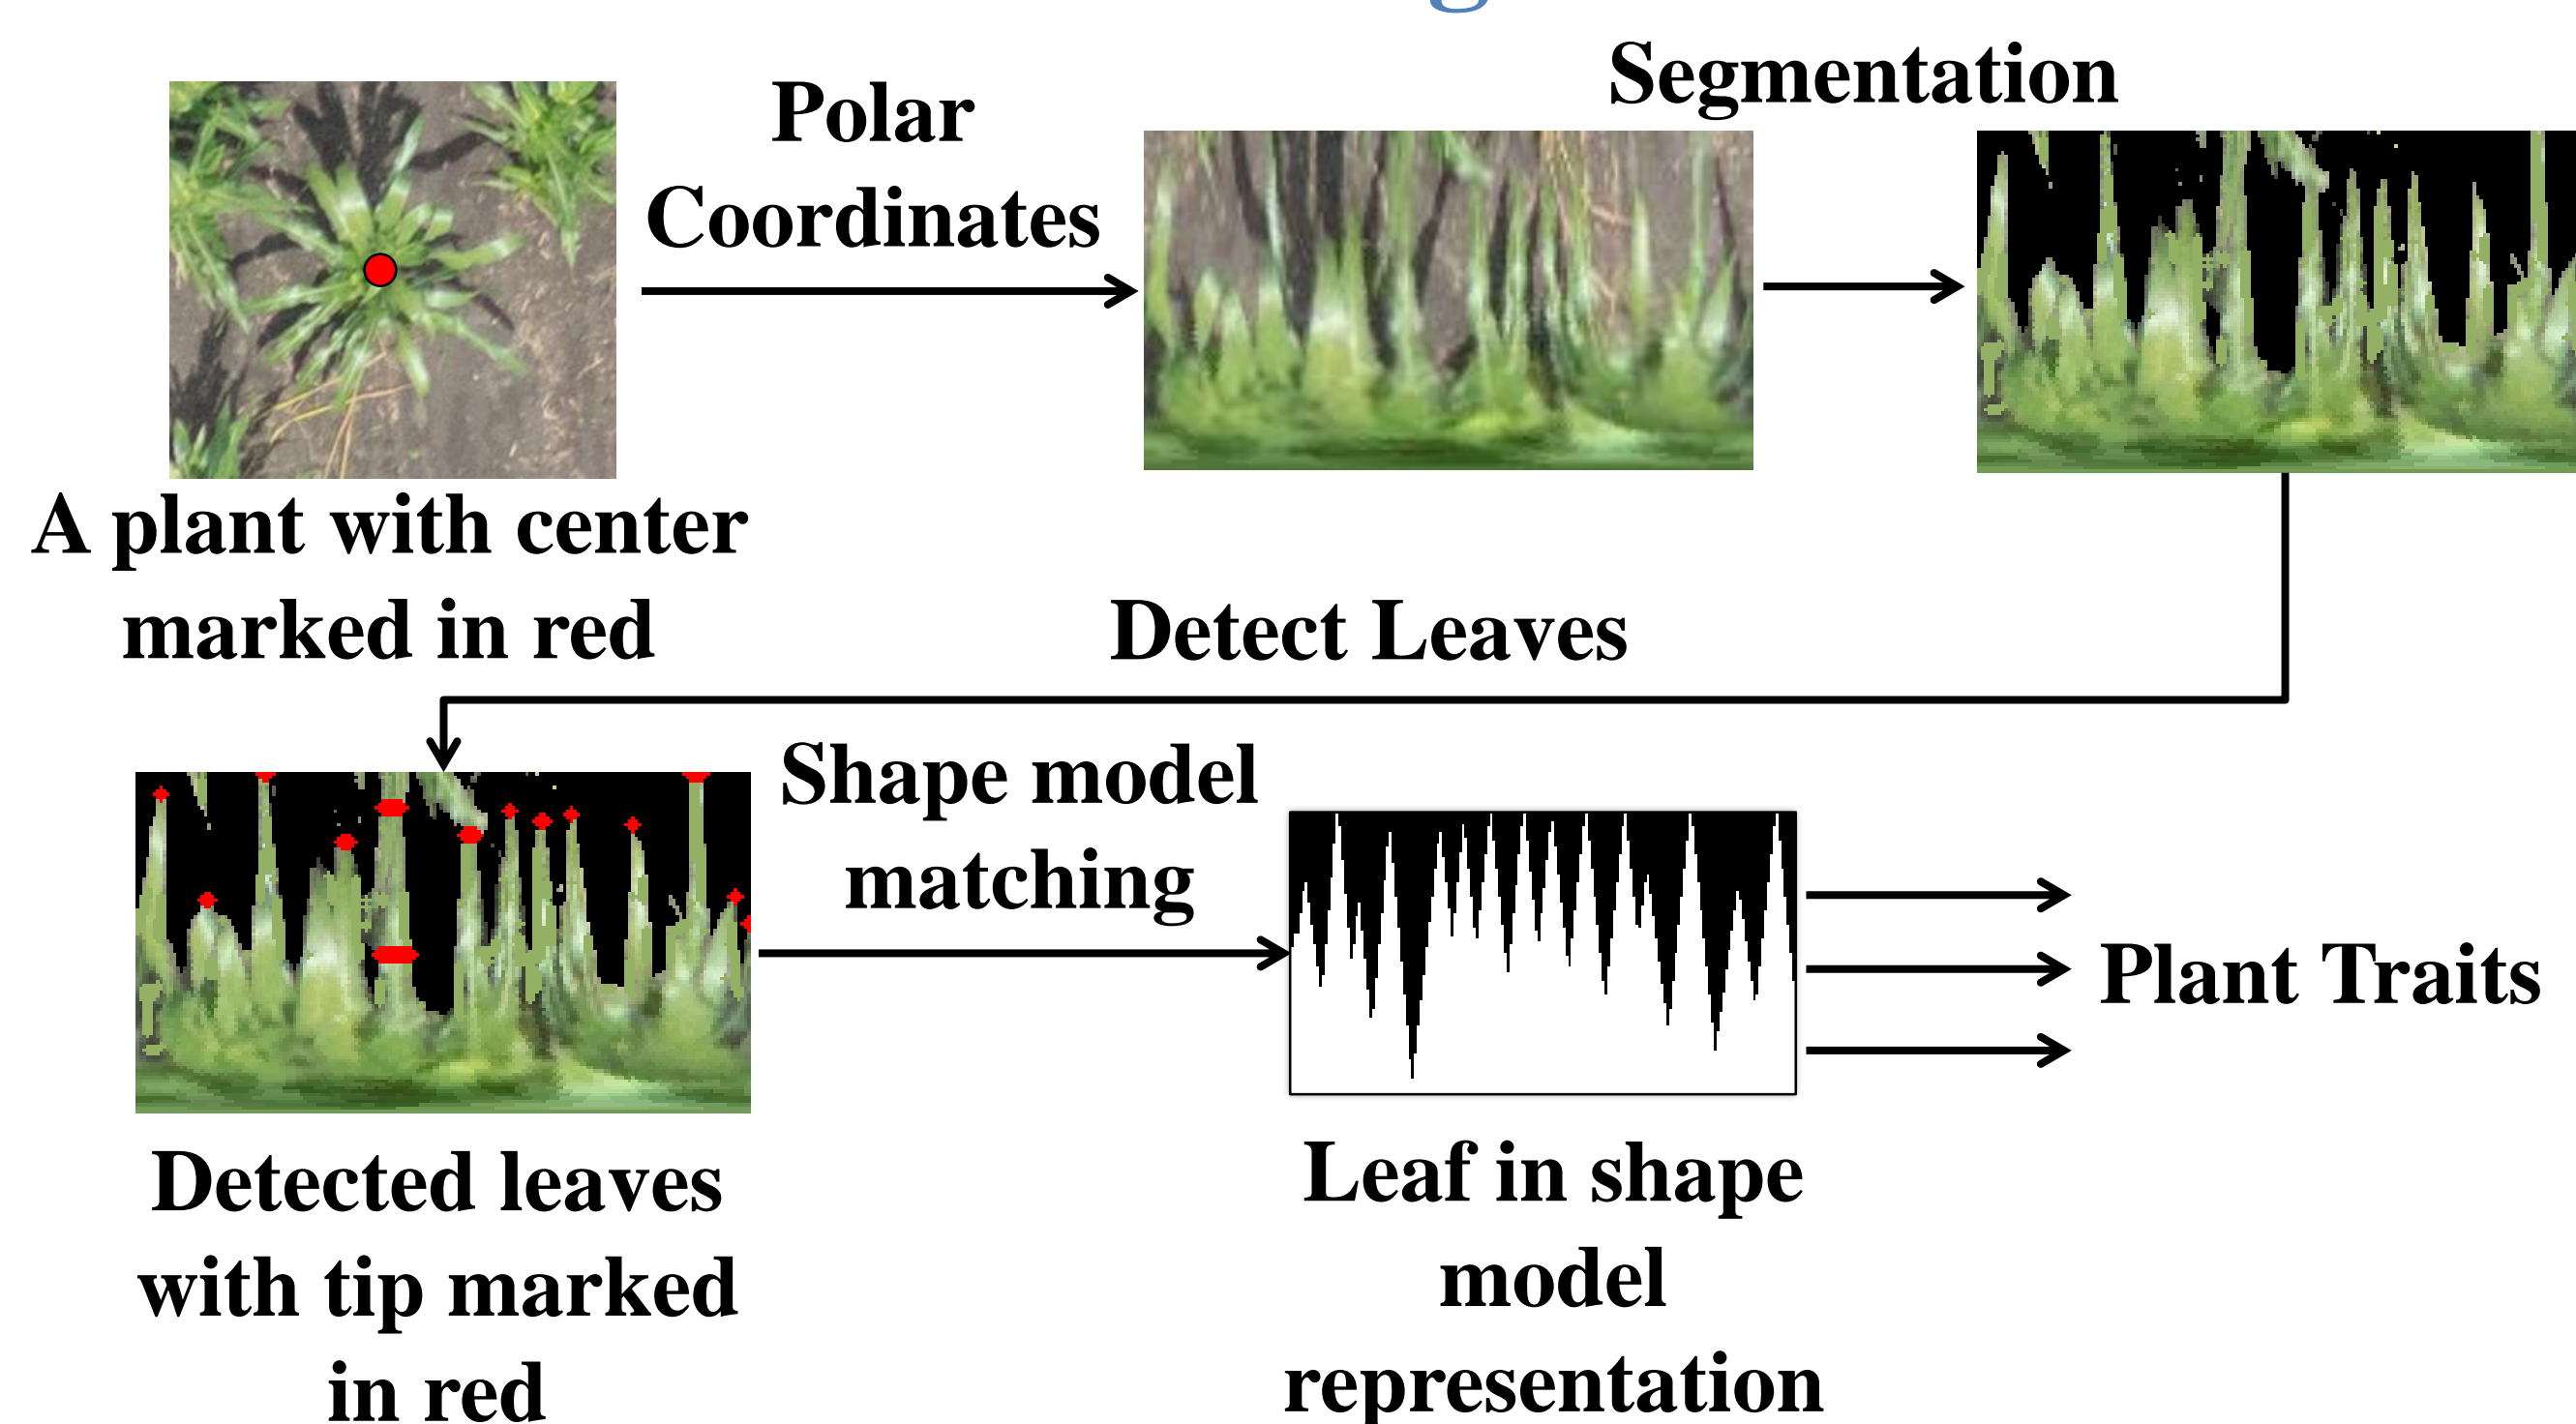 Polar
Coordinates
Segmentation
A plant with center
marked in red
Detect Leaves
Shape model
matching
Plant Traits
Detected leaves
with tip marked
in red
Leaf in shape
model
representation